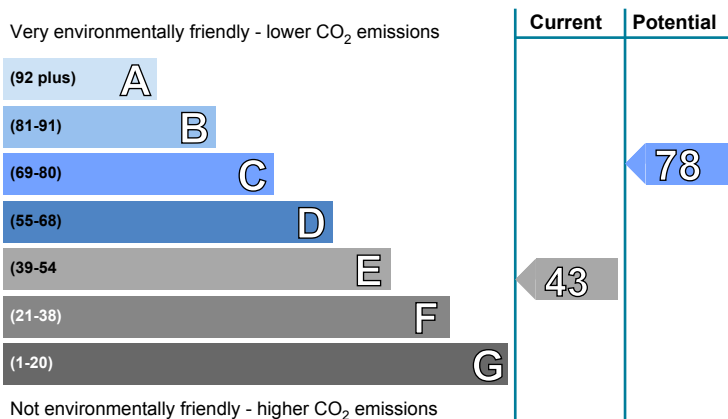 Very environmentally friendly - lower CO₂ emissions
Current
Potential
(92 plus) A
(81-91) B
(69-80) C
78
(55-68) D
(39-54 E
43
(21-38) F
(1-20) G
Not environmentally friendly - higher CO₂ emissions